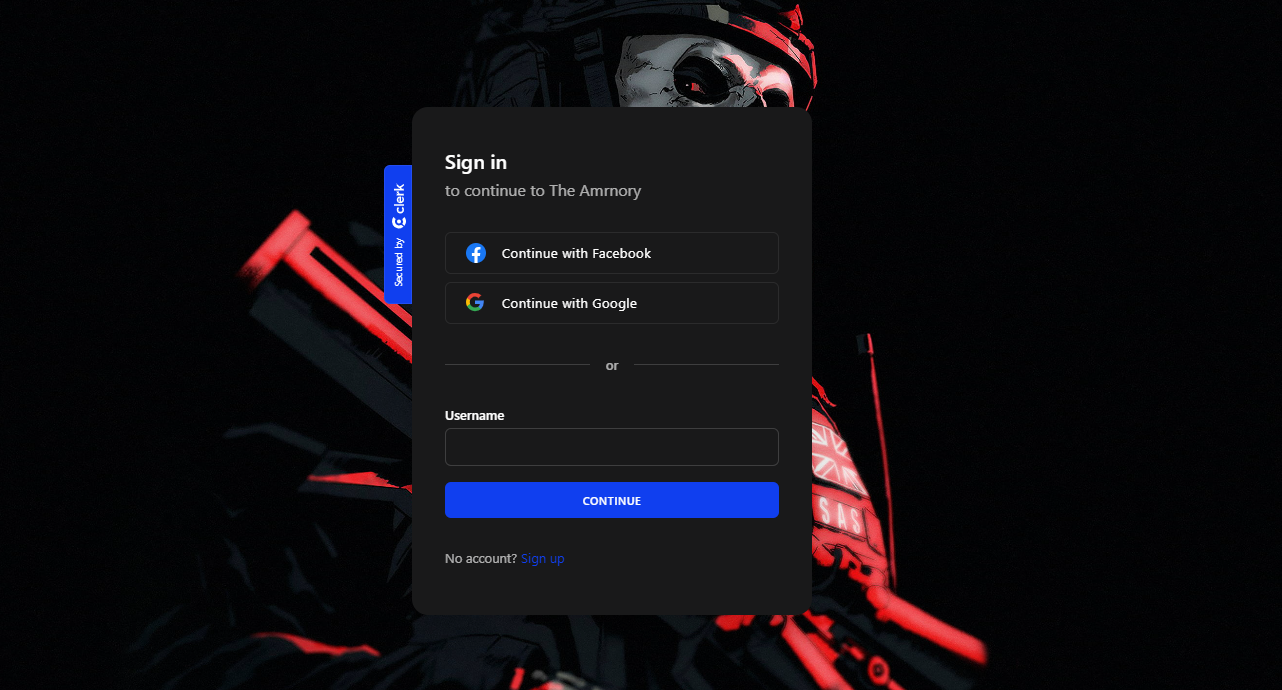 Sign in
to continue to The Amrnory
Secured by clerk
Continue with Facebook
Continue with Google
or
Username
CONTINUE
SAS
No account? Sign up